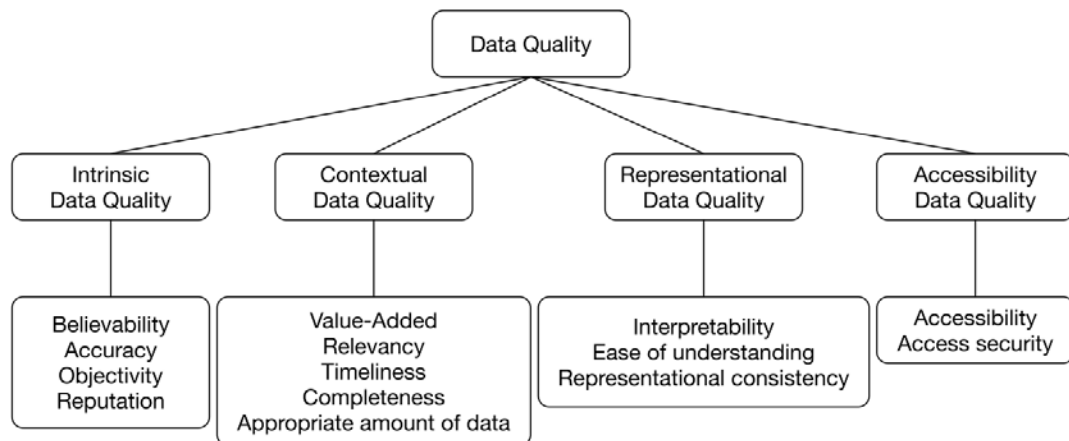 Data Quality
Intrinsic
Data Quality
Contextual
Data Quality
Representational
Data Quality
Accessibility
Data Quality
Believability
Accuracy
Objectivity
Reputation
Value-Added
Relevancy
Timeliness
Completeness
Appropriate amount of data
Interpretability
Ease of understanding
Representational consistency
Accessibility
Access security